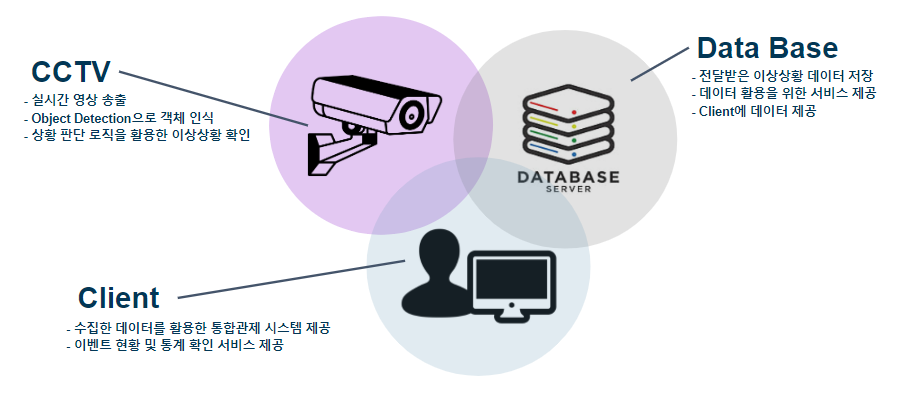 CCTV
- 실시간 영상 송출
- Object Detection으로 객체 인식
- 상황 판단 로직을 활용한 이상상황 확인
Data Base
- 전달받은 이상상황 데이터 저장
- 데이터 활용을 위한 서비스 제공
- Client에 데이터 제공
DATABASE
SERVER
Client
- 수집한 데이터를 활용한 통합관제 시스템 제공
- 이벤트 현황 및 통계 확인 서비스 제공